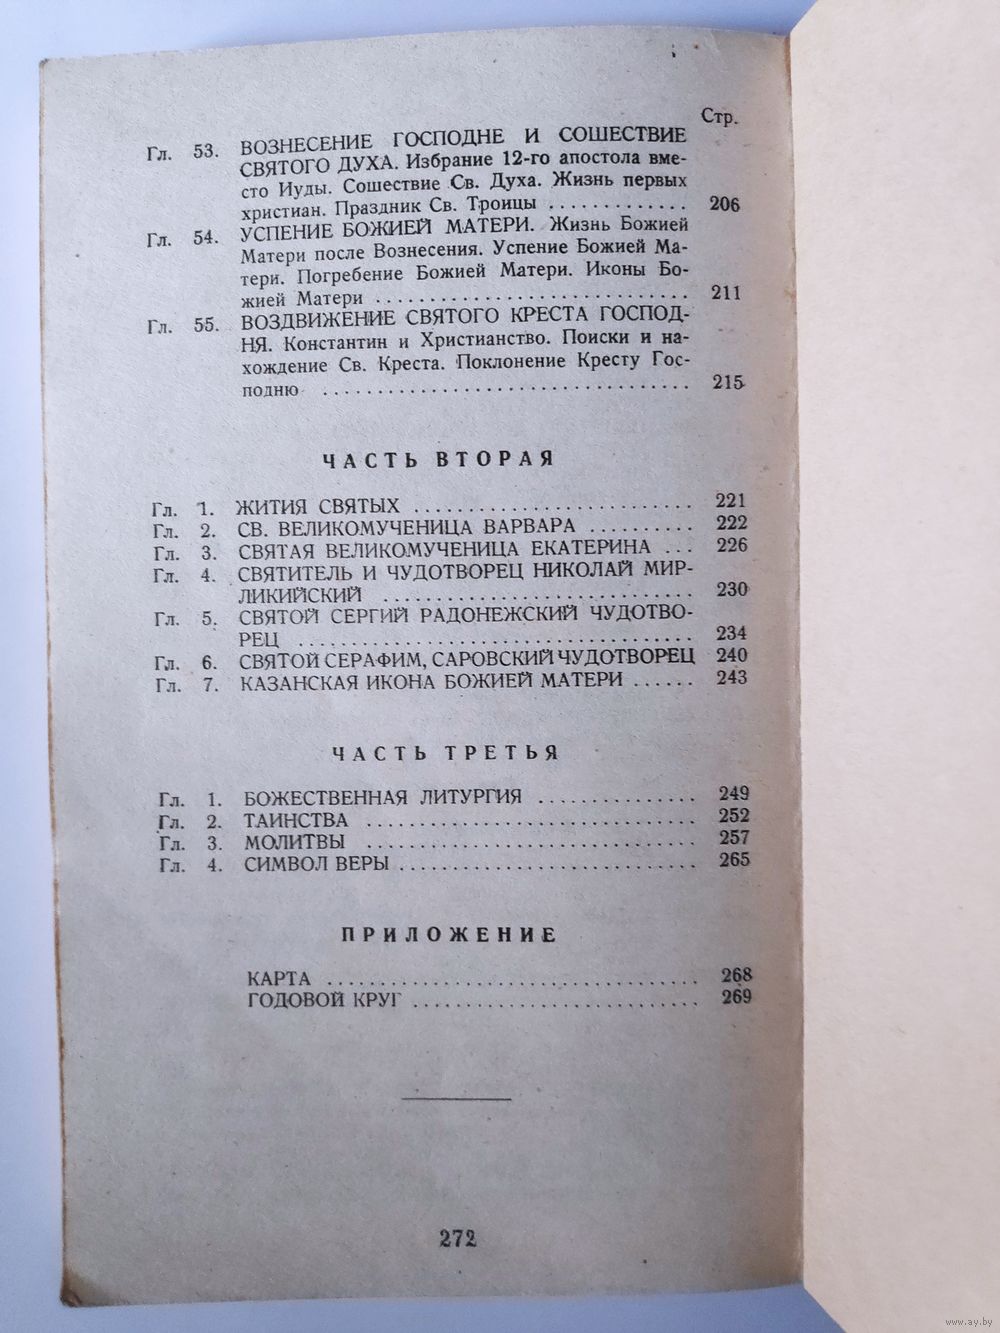 Стр.
Гл. 53. ВОЗНЕСЕНИЕ ГОСПОДНЕ И СОШЕСТВИЕ
СВЯТОГО ДУХА. Избрание 12-го апостола вме-
сто Иуды. Сошествие Св. Духа. Жизнь первых
христиан. Праздник Св. Троицы ............. 206
Гл. 54. УСПЕНИЕ БОЖИЕЙ МАТЕРИ. Жизнь Божией
Матери после Вознесения. Успение Божией Ма-
тери. Погребение Божией Матери. Иконы Бо-
жией Матери ............................. 211
Гл. 55. ВОЗДВИЖЕНИЕ СВЯТОГО КРЕСТА ГОСПОД-
НЯ. Константин и Христианство. Поиски и на-
хождение Св. Креста. Поклонение Кресту Гос-
подню .................................. 215
ЧАСТЬ ВТОРАЯ
Гл. 1. ЖИТИЯ СВЯТЫХ .......................... 221
Гл. 2. СВ. ВЕЛИКОМУЧЕНИЦА ВАРВАРА .......... 222
Гл. 3. СВЯТАЯ ВЕЛИКОМУЧЕНИЦА ЕКАТЕРИНА ... 226
Гл. 4. СВЯТИТЕЛЬ И ЧУДОТВОРЕЦ НИКОЛАЙ МИР-
ЛИКИЙСКИЙ ............................. 230
Гл. 5. СВЯТОЙ СЕРГИЙ РАДОНЕЖСКИЙ ЧУДОТВО-
РЕЦ ..................................... 234
Гл. 6. СВЯТОЙ СЕРАФИМ, САРОВСКИЙ ЧУДОТВОРЕЦ 240
Гл. 7. КАЗАНСКАЯ ИКОНА БОЖИЕЙ МАТЕРИ ...... 243
ЧАСТЬ ТРЕТЬЯ
Гл. 1. БОЖЕСТВЕННАЯ ЛИТУРГИЯ ............... 249
Гл. 2. ТАИНСТВА ............................... 252
Гл. 3. МОЛИТВЫ ............................... 257
Гл. 4. СИМВОЛ ВЕРЫ ............................ 265
ПРИЛОЖЕНИЕ
КАРТА ................................... 268
ГОДОВОЙ КРУГ ........................... 269
272
www.ay.by